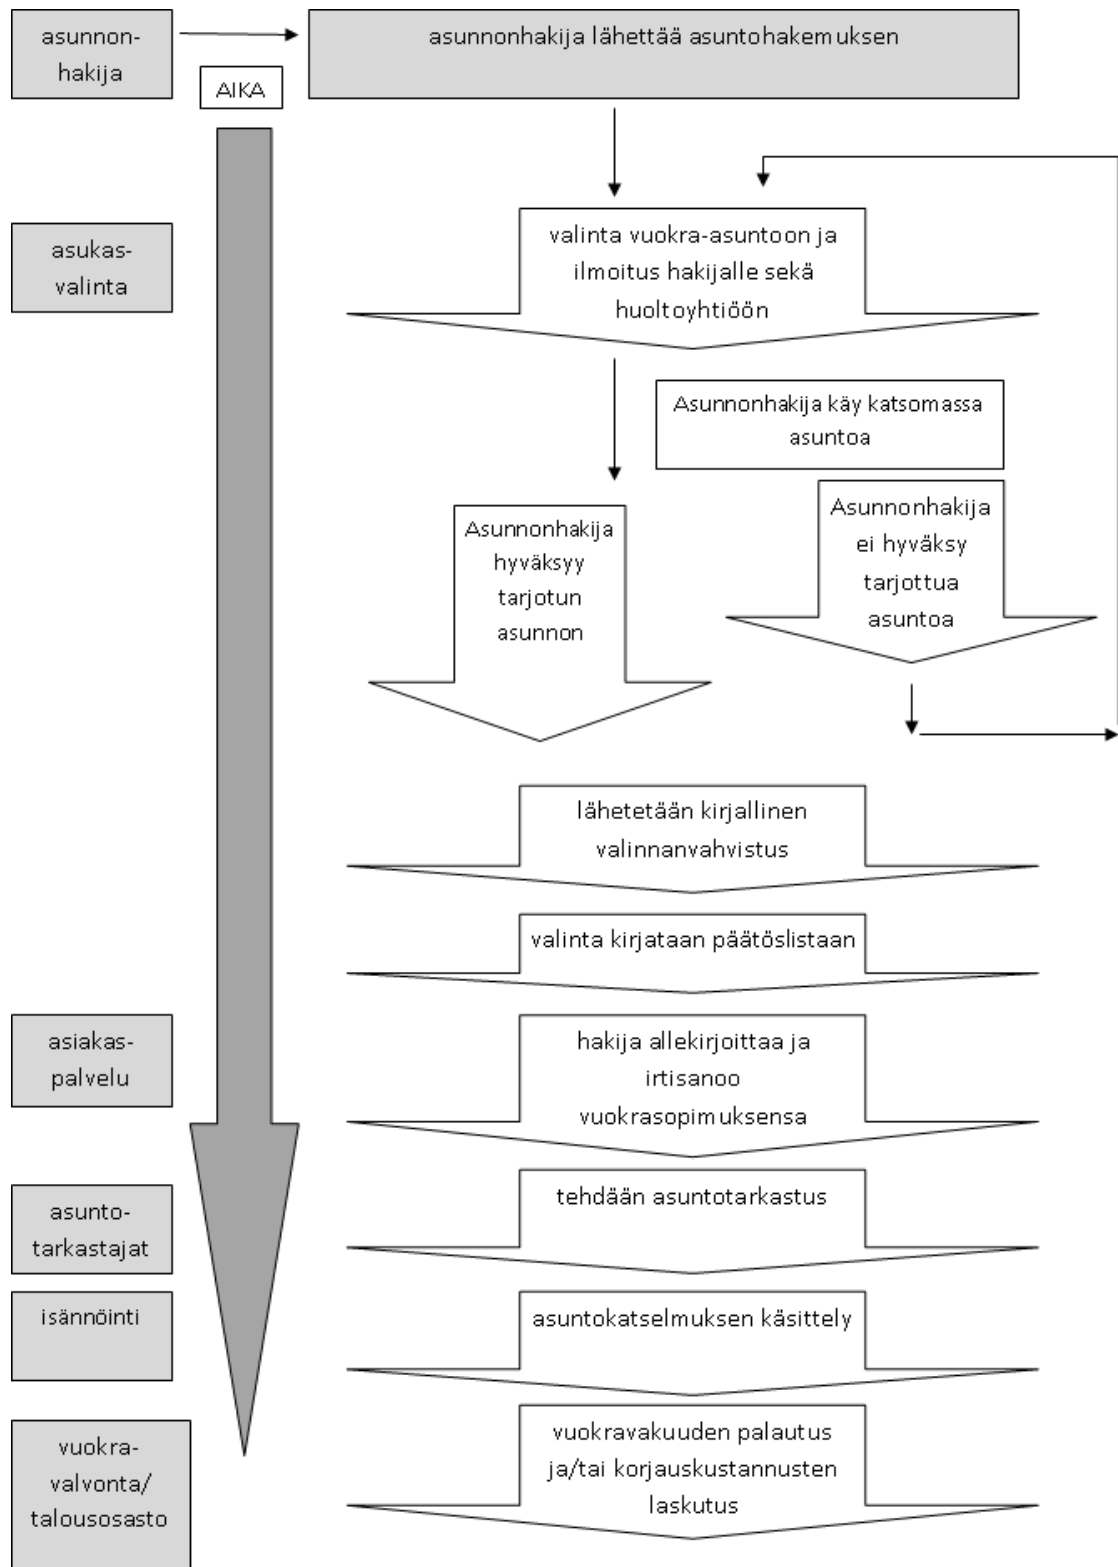 asunnon-
hakija
asunnonhakija lähettää asuntohakemuksen
AIKA
asukas-
valinta
valinta vuokra-asuntoon ja
ilmoitus hakijalle sekä
huoltoyhtiöön
Asunnonhakija käy katsomassa
asuntoa
Asunnonhakija
hyväksyy
tarjotun
asunnon
Asunnonhakija
ei hyväksy
tarjottua
asuntoa
lähetetään kirjallinen
valinnanvahvistus
valinta kirjataan päätöslistaan
asiakas-
palvelu
hakija allekirjoittaa ja
irtisanoo
vuokrasopimuksensa
asunto-
tarkastajat
tehdään asuntotarkastus
isännöinti
asuntokatselmuksen käsittely
vuokra-
valvonta/
talousosasto
vuokravakuuden palautus
ja/tai korjauskustannusten
laskutus